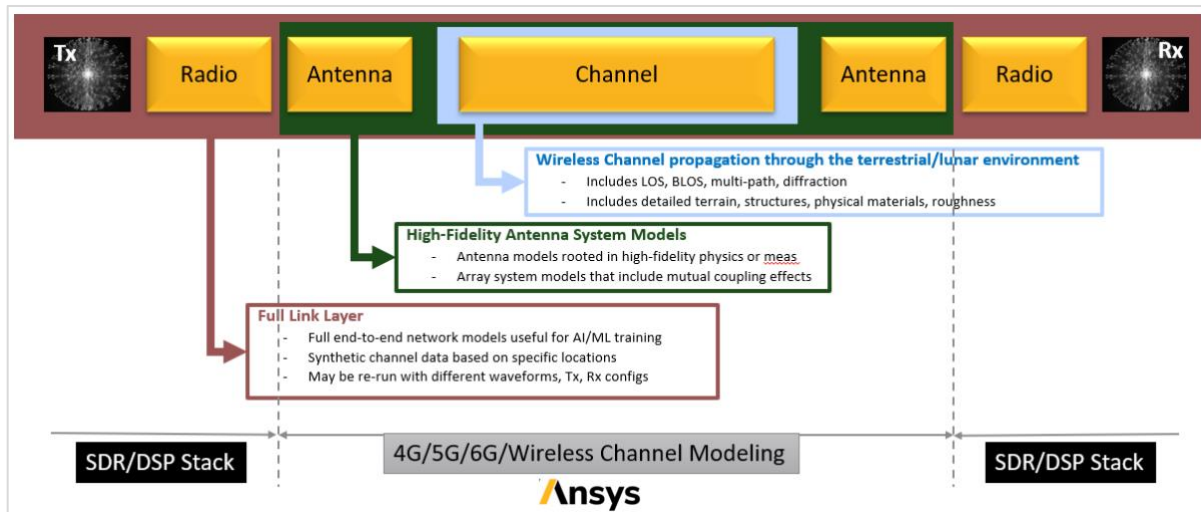 Tx
Radio
Antenna
Channel
Antenna
Radio
Rx
Wireless Channel propagation through the terrestrial/lunar environment
- Includes LOS, BLOS, multi-path, diffraction
- Includes detailed terrain, structures, physical materials, roughness
High-Fidelity Antenna System Models
- Antenna models rooted in high-fidelity physics or meas
- Array system models that include mutual coupling effects
Full Link Layer
- Full end-to-end network models useful for AI/ML training
- Synthetic channel data based on specific locations
- May be re-run with different waveforms, Tx, Rx configs
SDR/DSP Stack
4G/5G/6G/Wireless Channel Modeling
SDR/DSP Stack
Ansys